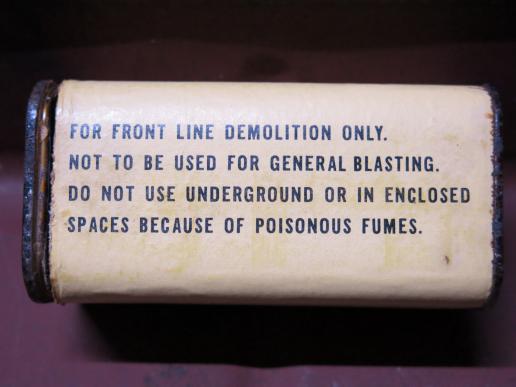 FOR FRONT LINE DEMOLITION ONLY.
NOT TO BE USED FOR GENERAL BLASTING.
DO NOT USE UNDERGROUND OR IN ENCLOSED
SPACES BECAUSE OF POISONOUS FUMES.